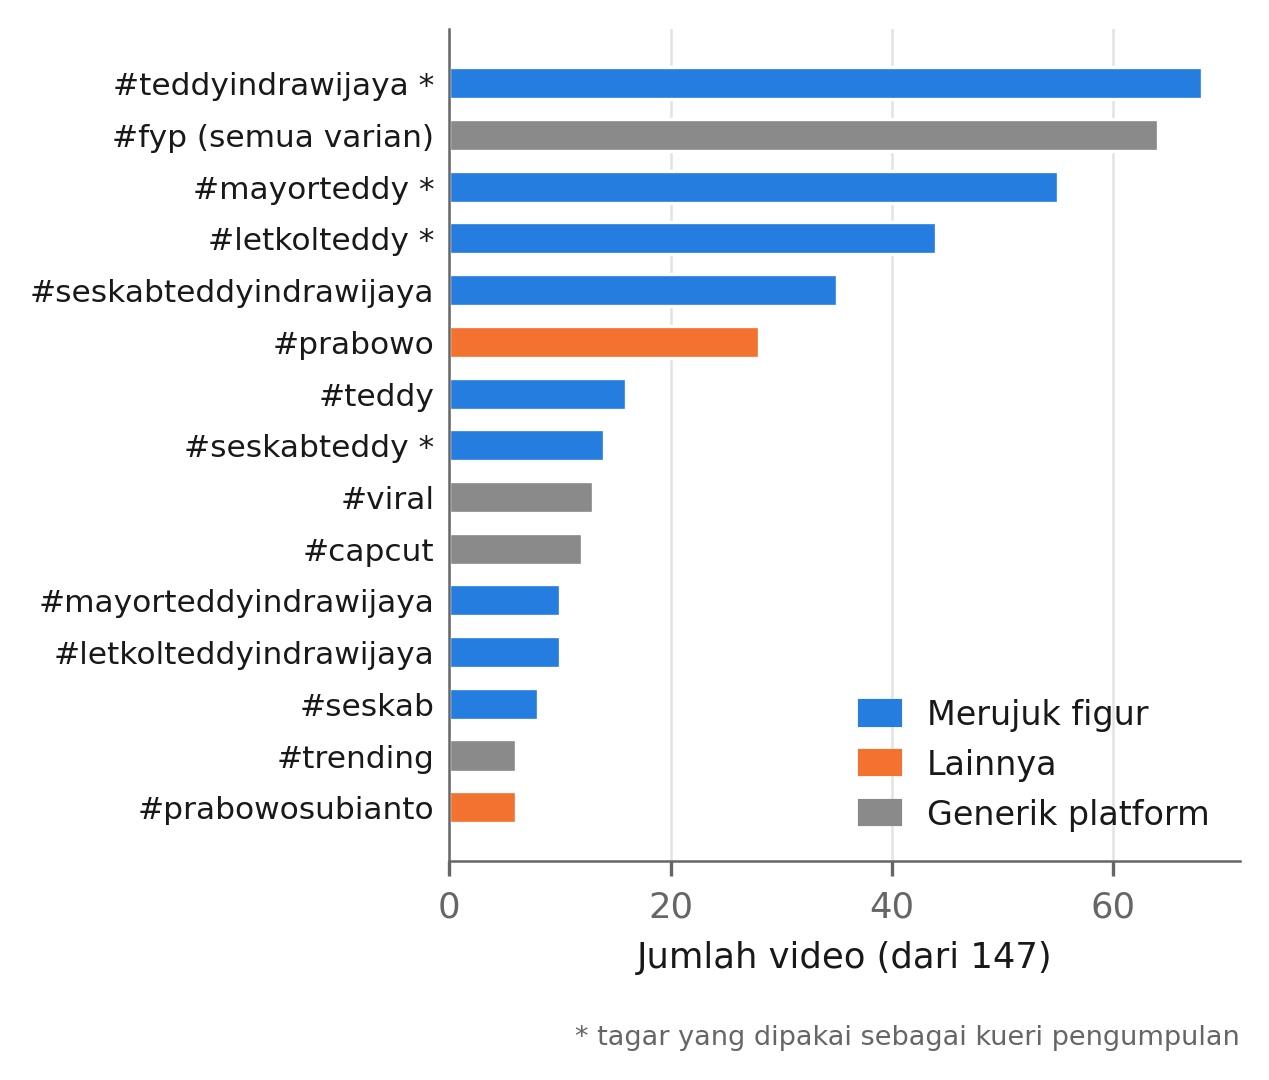 #teddyindrawijaya *
#fyp (semua varian)
#mayorteddy *
#letkolteddy *
#seskabteddyindrawijaya
#prabowo
#teddy
#seskabteddy *
#viral
#capcut
#mayorteddyindrawijaya
#letkolteddyindrawijaya
#seskab
#trending
#prabowosubianto
Merujuk figur
Lainnya
Generik platform
0 20 40 60
Jumlah video (dari 147)
* tagar yang dipakai sebagai kueri pengumpulan